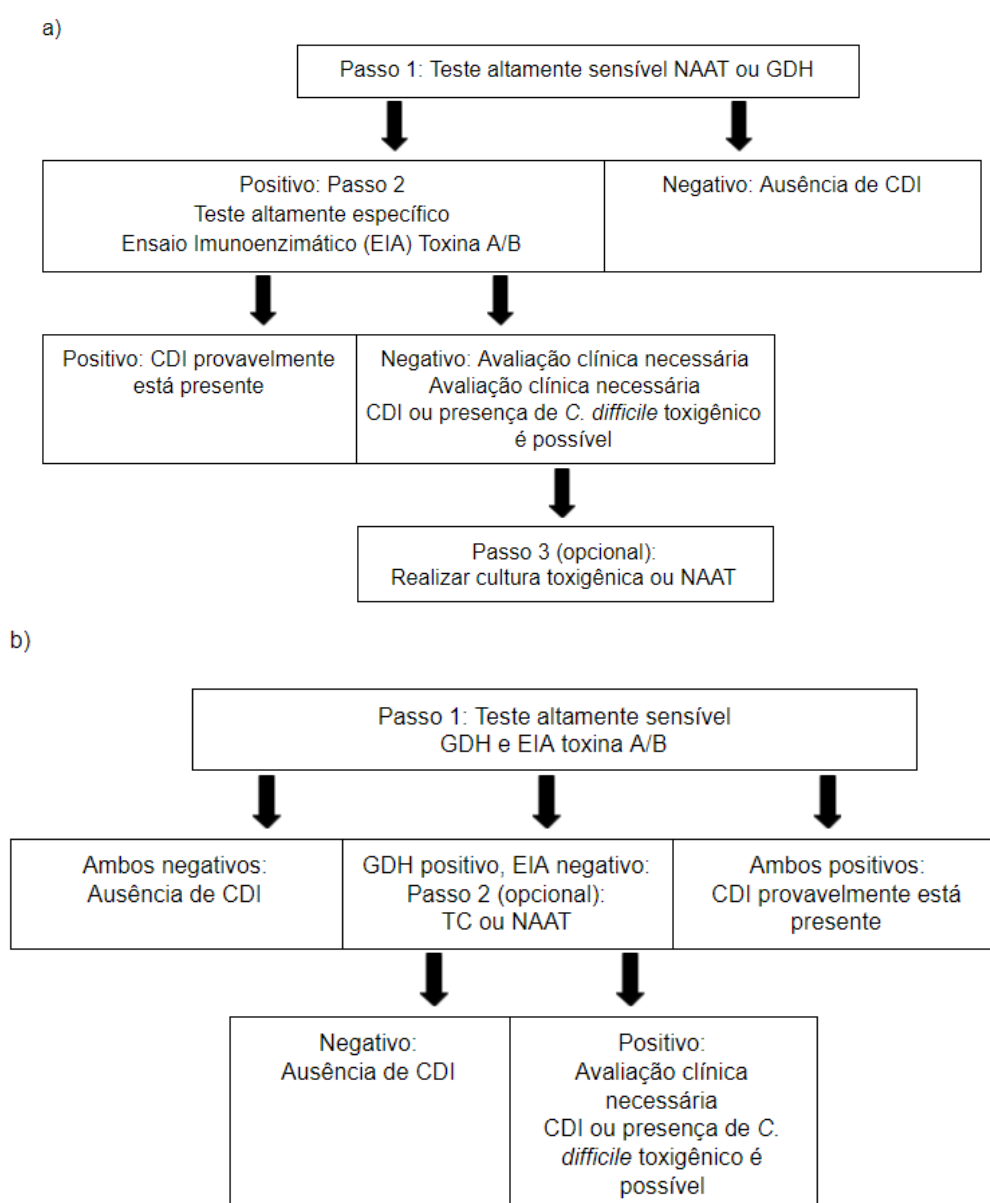 a)
Passo 1: Teste altamente sensível NAAT ou GDH
Positivo: Passo 2
Teste altamente específico
Ensaio Imunoenzimático (EIA) Toxina A/B
Negativo: Ausência de CDI
Positivo: CDI provavelmente
está presente
Negativo: Avaliação clínica necessária
Avaliação clínica necessária
CDI ou presença de C. difficile toxigênico
é possível
Passo 3 (opcional):
Realizar cultura toxigênica ou NAAT
b)
Passo 1: Teste altamente sensível
GDH e EIA toxina A/B
Ambos negativos:
Ausência de CDI
GDH positivo, EIA negativo:
Passo 2 (opcional):
TC ou NAAT
Ambos positivos:
CDI provavelmente está
presente
Negativo:
Ausência de CDI
Positivo:
Avaliação clínica
necessária
CDI ou presença de C.
difficile toxigênico é
possível